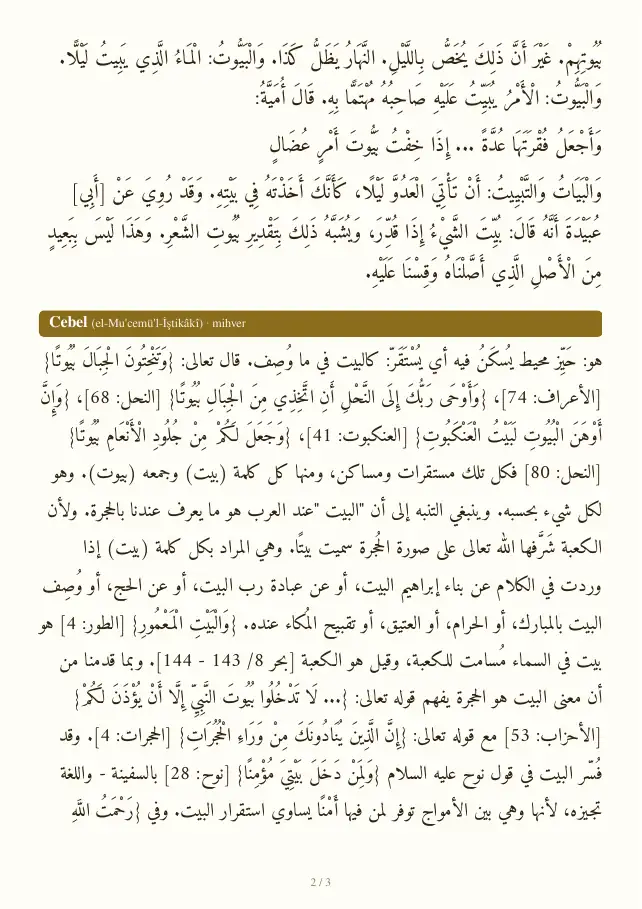 بُيُوتِهِمْ. غَيْرَ أَنَّ ذَلِكَ يُخَصُّ بِاللَّيْلِ. النَّهَارُ يَظَلُّ كَذَا. وَالْبَيُّوتُ: الْمَاءُ الَّذِي يَبِيتُ لَيْلًا.
وَالْبَيُّوتُ: الْأَمْرُ يُبَيِّتُ عَلَيْهِ صَاحِبُهُ مُهْتَمًّا بِهِ. قَالَ أُمَيَّةُ:
وَأَجْعَلُ فُقْرَتَهَا عُدَّةً ... إِذَا خِفْتُ بَيُّوتَ أَمْرٍ عُضَالٍ
وَالْبَيَاتُ وَالتَّبْيِيتُ: أَنْ تَأْتِيَ الْعَدُوَّ لَيْلًا، كَأَنَّكَ أَخَذْتَهُ فِي بَيْتِهِ. وَقَدْ رُوِيَ عَنْ [أَبِي]
عُبَيْدَةَ أَنَّهُ قَالَ: بُيِّتَ الشَّيْءُ إِذَا قُدِّرَ، وَيُشَبَّهُ ذَلِكَ بِتَقْدِيرِ بُيُوتِ الشَّعْرِ. وَهَذَا لَيْسَ بِبَعِيدٍ
مِنَ الْأَصْلِ الَّذِي أَصَّلْنَاهُ وَقِسْنَا عَلَيْهِ.
Cebel (el-Mu'cemü'l-İştikâkî) · mihver
هو: حَيِّز محيط يُسكَنُ فيه أي يُسْتَقَرّ: كالبيت في ما وُصِف. قال تعالى: {وَتَنْحِتُونَ الْجِبَالَ بُيُوتًا}
[الأعراف: 74]، {وَأَوْحَى رَبُّكَ إِلَى النَّحْلِ أَنِ اتَّخِذِي مِنَ الْجِبَالِ بُيُوتًا} [النحل: 68]، {وَإِنَّ
أَوْهَنَ الْبُيُوتِ لَبَيْتُ الْعَنْكَبُوتِ} [العنكبوت: 41]، {وَجَعَلَ لَكُمْ مِنْ جُلُودِ الْأَنْعَامِ بُيُوتًا}
[النحل: 80] فكل تلك مستقرات ومساكن، ومنها كل كلمة (بيت) وجمعه (بيوت). وهو
لكل شيء بحسبه. وينبغي التنبه إلى أن "البيت "عند العرب هو ما يعرف عندنا بالحجرة. ولأن
الكعبة شَرَّفها الله تعالى على صورة الحُجرة سميت بيتًا. وهي المراد بكل كلمة (بيت) إذا
وردت في الكلام عن بناء إبراهيم البيت، أو عن عبادة رب البيت، أو عن الحج، أو وُصِف
البيت بالمبارك، أو الحرام، أو العتيق، أو تقبيح المُكاء عنده. {وَالْبَيْتِ الْمَعْمُورِ} [الطور: 4] هو
بيت في السماء مُسامت للكعبة، وقيل هو الكعبة [بحر 8/ 143 - 144]. وبما قدمنا من
أن معنى البيت هو الحجرة يفهم قوله تعالى: {... لَا تَدْخُلُوا بُيُوتَ النَّبِيِّ إِلَّا أَنْ يُؤْذَنَ لَكُمْ}
[الأحزاب: 53] مع قوله تعالى: {إِنَّ الَّذِينَ يُنَادُونَكَ مِنْ وَرَاءِ الْحُجُرَاتِ} [الحجرات: 4]. وقد
فُسِّر البيت في قول نوح عليه السلام {وَلِمَنْ دَخَلَ بَيْتِيَ مُؤْمِنًا} [نوح: 28] بالسفينة - واللغة
تجيزه، لأنها وهي بين الأمواج توفر لمن فيها أَمْنًا يساوي استقرار البيت. وفي {رَحْمَتُ اللَّهِ
2 / 3